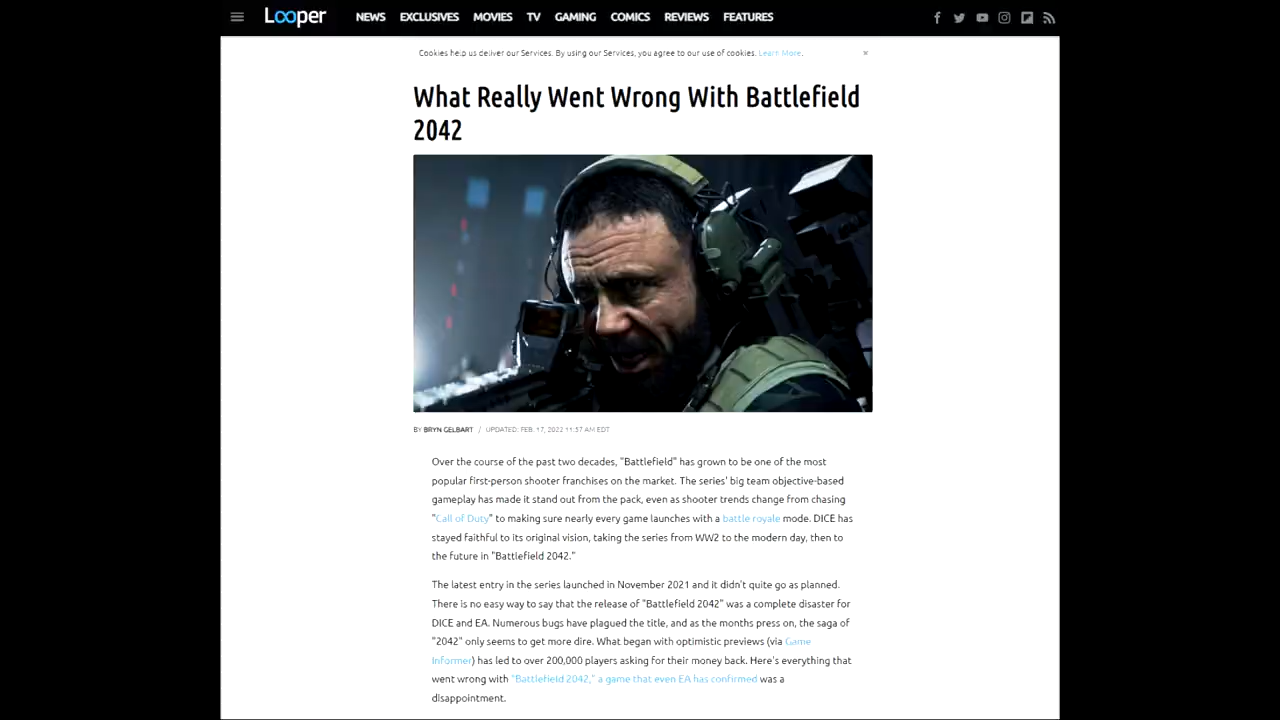 Looper NEWS EXCLUSIVES MOVIES TV GAMING COMICS REVIEWS FEATURES
Cookies help us deliver our Services. By using our Services, you agree to our use of cookies. Learn More.
What Really Went Wrong With Battlefield
2042
BY BRYN GELBART / UPDATED: FEB. 17, 2022 11:57 AM EDT
Over the course of the past two decades, "Battlefield" has grown to be one of the most
popular first-person shooter franchises on the market. The series' big team objective-based
gameplay has made it stand out from the pack, even as shooter trends change from chasing
"Call of Duty" to making sure nearly every game launches with a battle royale mode. DICE has
stayed faithful to its original vision, taking the series from WW2 to the modern day, then to
the future in "Battlefield 2042."
The latest entry in the series launched in November 2021 and it didn't quite go as planned.
There is no easy way to say that the release of "Battlefield 2042" was a complete disaster for
DICE and EA. Numerous bugs have plagued the title, and as the months press on, the saga of
"2042" only seems to get more dire. What began with optimistic previews (via Game
Informer) has led to over 200,000 players asking for their money back. Here's everything that
went wrong with "Battlefield 2042," a game that even EA has confirmed was a
disappointment.